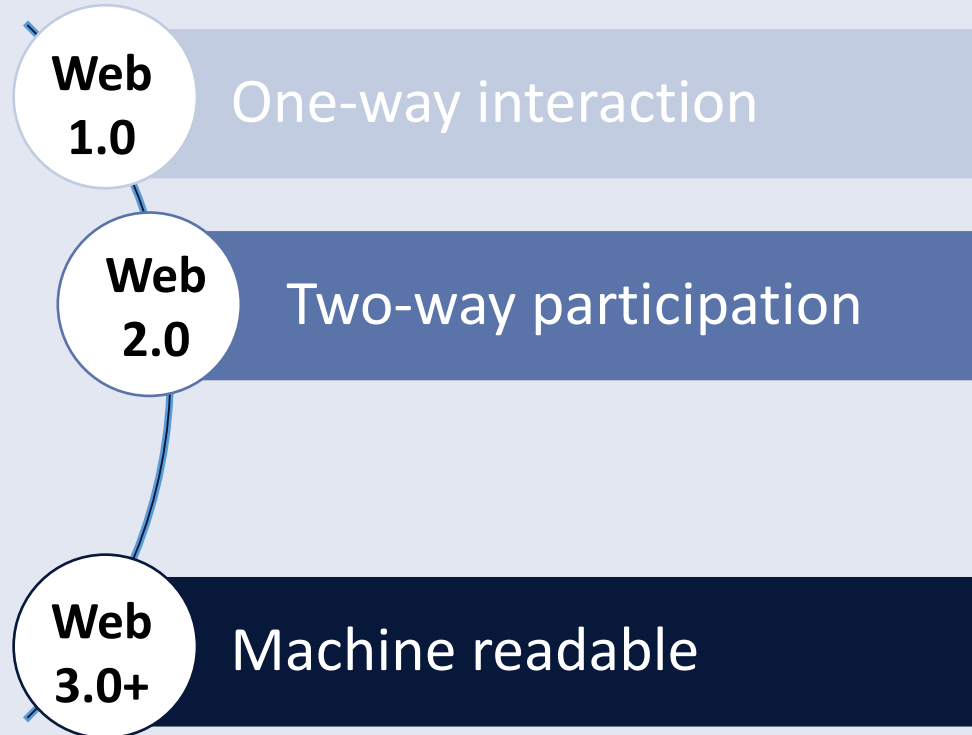 Web
1.0
One-way interaction
Web
2.0
Two-way participation
Web
3.0+
Machine readable